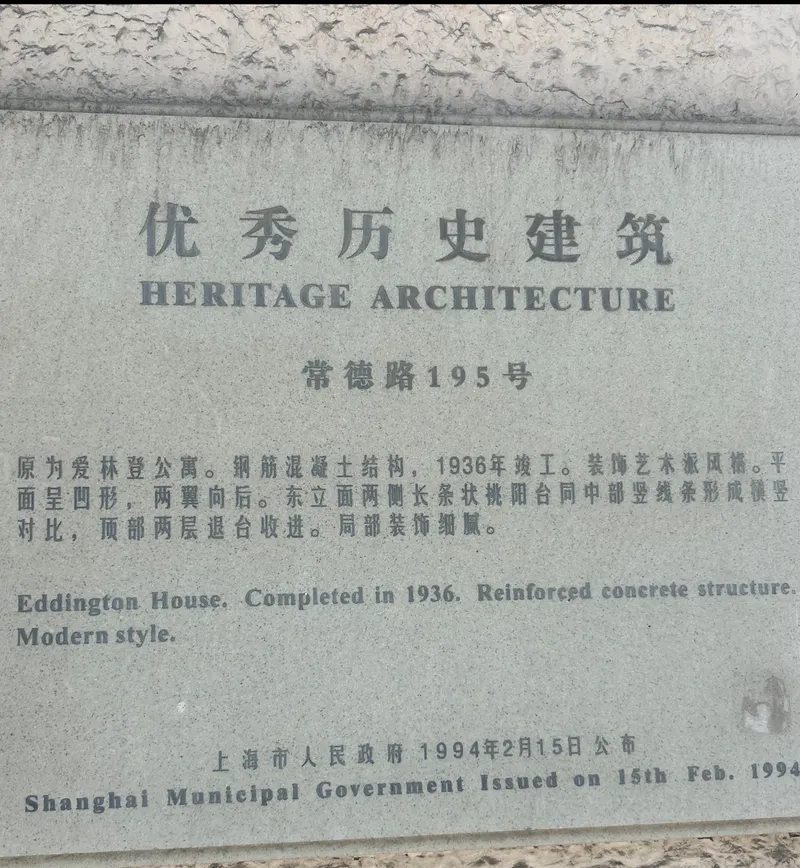 优秀历史建筑
HERITAGE ARCHITECTURE
常德路195号
原为爱林登公寓。钢筋混凝土结构，1936年竣工。装饰艺术派风格。平
面呈凹形，两翼向后。东立面两侧长条状挑阳台同中部竖线条形成横竖
对比，顶部两层退台收进。局部装饰细腻。
Eddington House. Completed in 1936. Reinforced concrete structure.
Modern style.
上海市人民政府 1994年2月15日公布
Shanghai Municipal Government Issued on 15th Feb. 1994